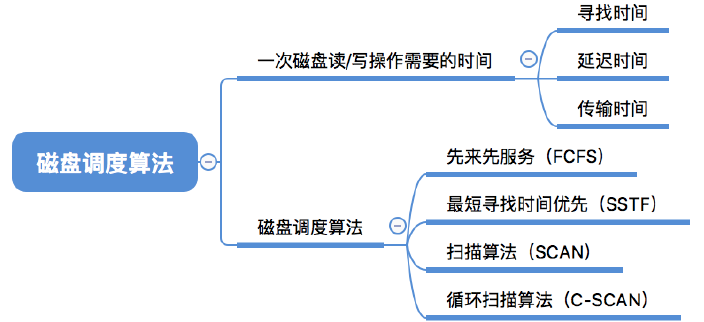 磁盘调度算法
一次磁盘读/写操作需要的时间
寻找时间
延迟时间
传输时间
磁盘调度算法
先来先服务（FCFS）
最短寻找时间优先（SSTF）
扫描算法（SCAN）
循环扫描算法（C-SCAN）